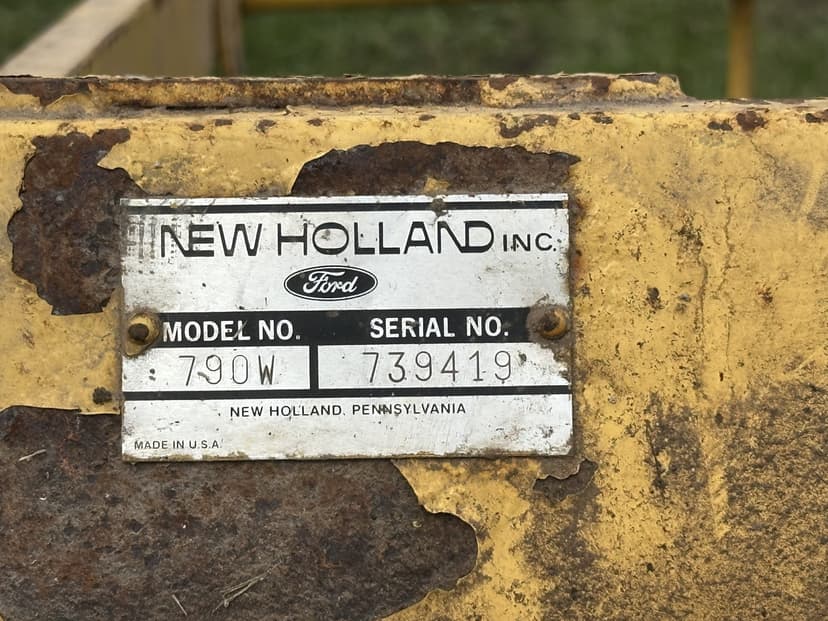 NEW HOLLAND INC.
Ford
MODEL NO. SERIAL NO.
790W 739419
NEW HOLLAND, PENNSYLVANIA
MADE IN U.S.A.